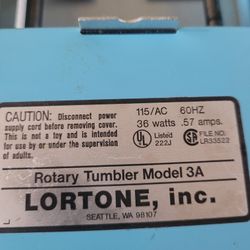 CAUTION: Disconnect power
supply cord before removing cover.
This is not a toy and is intended
for use by or under the supervision
of adults.
115/AC 60HZ
36 watts .57 amps.
UL Listed
222J
SA FILE NO.
LR33522
Rotary Tumbler Model 3A
LORTONE, inc.
SEATTLE, WA 98107